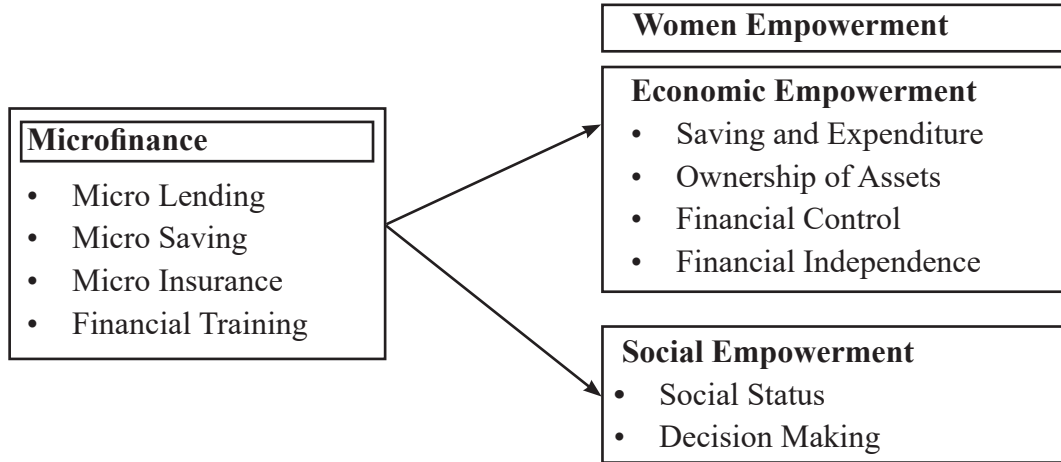 Microfinance
• Micro Lending
• Micro Saving
• Micro Insurance
• Financial Training
Women Empowerment
Economic Empowerment
• Saving and Expenditure
• Ownership of Assets
• Financial Control
• Financial Independence
Social Empowerment
• Social Status
• Decision Making